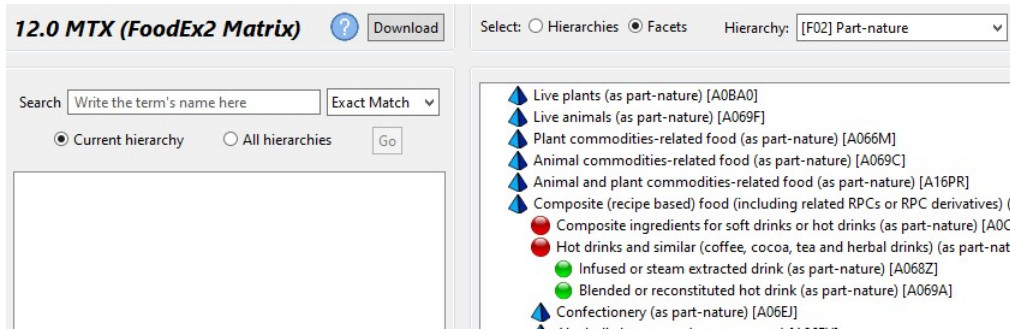 12.0 MTX (FoodEx2 Matrix) ? Download
Select: Hierarchies Facets Hierarchy: [F02] Part-nature
Search Write the term's name here Exact Match
Current hierarchy All hierarchies Go
Live plants (as part-nature) [A0BA0]
Live animals (as part-nature) [A069F]
Plant commodities-related food (as part-nature) [A066M]
Animal commodities-related food (as part-nature) [A069C]
Animal and plant commodities-related food (as part-nature) [A16PR]
Composite (recipe based) food (including related RPCs or RPC derivatives) (
Composite ingredients for soft drinks or hot drinks (as part-nature) [A0C
Hot drinks and similar (coffee, cocoa, tea and herbal drinks) (as part-nat
Infused or steam extracted drink (as part-nature) [A068Z]
Blended or reconstituted hot drink (as part-nature) [A069A]
Confectionery (as part-nature) [A06EJ]